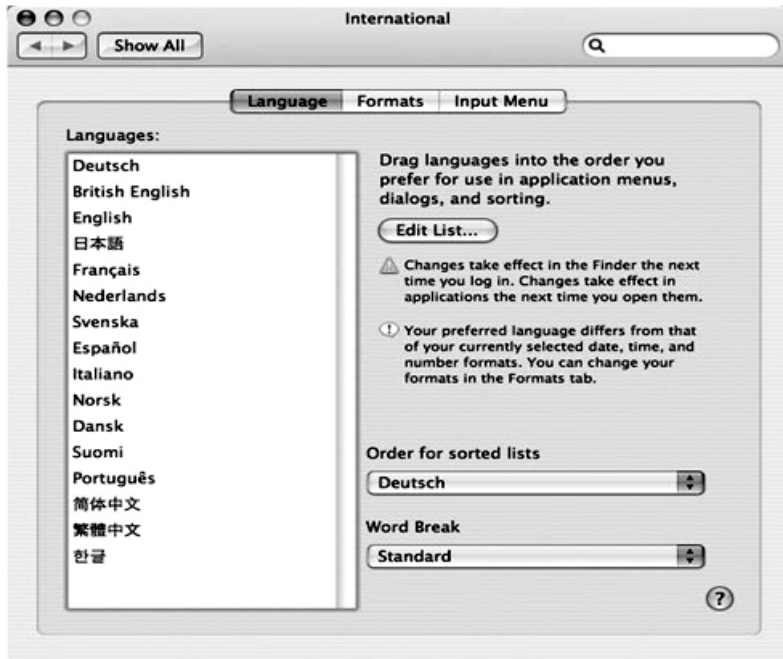 International
Show All
Language Formats Input Menu
Languages:
Deutsch
British English
English
日本語
Français
Nederlands
Svenska
Español
Italiano
Norsk
Dansk
Suomi
Português
简体中文
繁體中文
한글
Drag languages into the order you
prefer for use in application menus,
dialogs, and sorting.
Edit List...
Changes take effect in the Finder the next
time you log in. Changes take effect in
applications the next time you open them.
Your preferred language differs from that
of your currently selected date, time, and
number formats. You can change your
formats in the Formats tab.
Order for sorted lists
Deutsch
Word Break
Standard
?